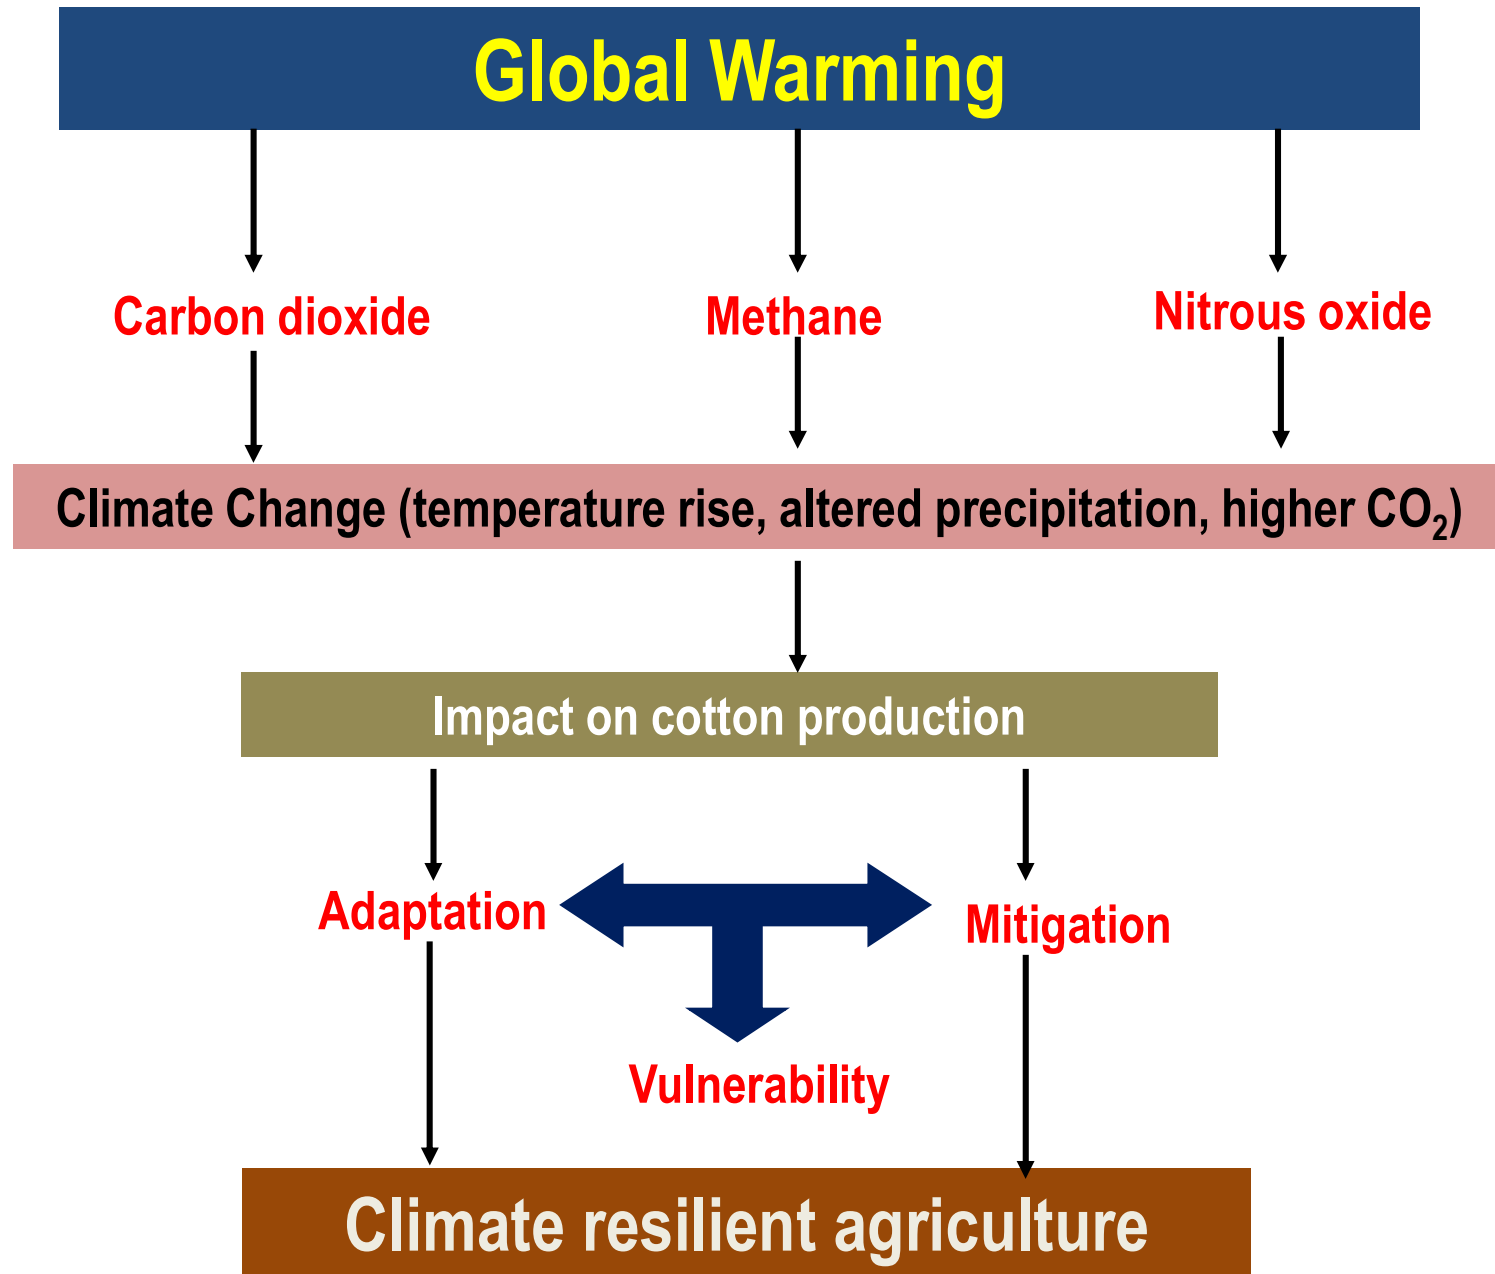 Global Warming
Carbon dioxide
Methane
Nitrous oxide
Climate Change (temperature rise, altered precipitation, higher CO₂)
Impact on cotton production
Adaptation
Mitigation
Vulnerability
Climate resilient agriculture